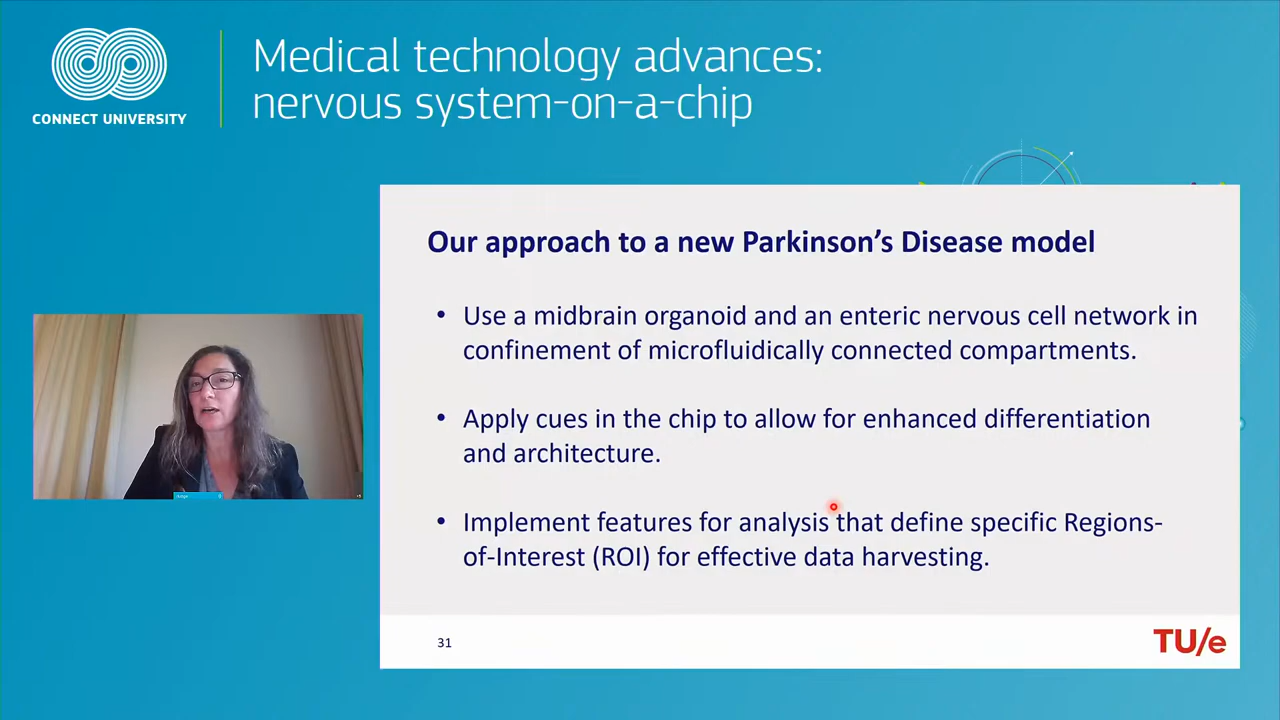 Medical technology advances:
nervous system-on-a-chip
CONNECT UNIVERSITY
Our approach to a new Parkinson’s Disease model
• Use a midbrain organoid and an enteric nervous cell network in
confinement of microfluidically connected compartments.
• Apply cues in the chip to allow for enhanced differentiation
and architecture.
• Implement features for analysis that define specific Regions-
of-Interest (ROI) for effective data harvesting.
31
TU/e